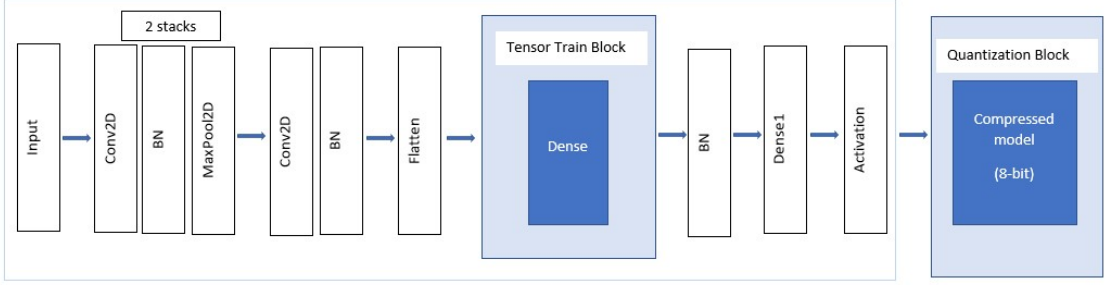 2 stacks
Input
Conv2D
BN
MaxPool2D
Conv2D
BN
Flatten
Tensor Train Block
Dense
BN
Dense1
Activation
Quantization Block
Compressed
model
(8-bit)